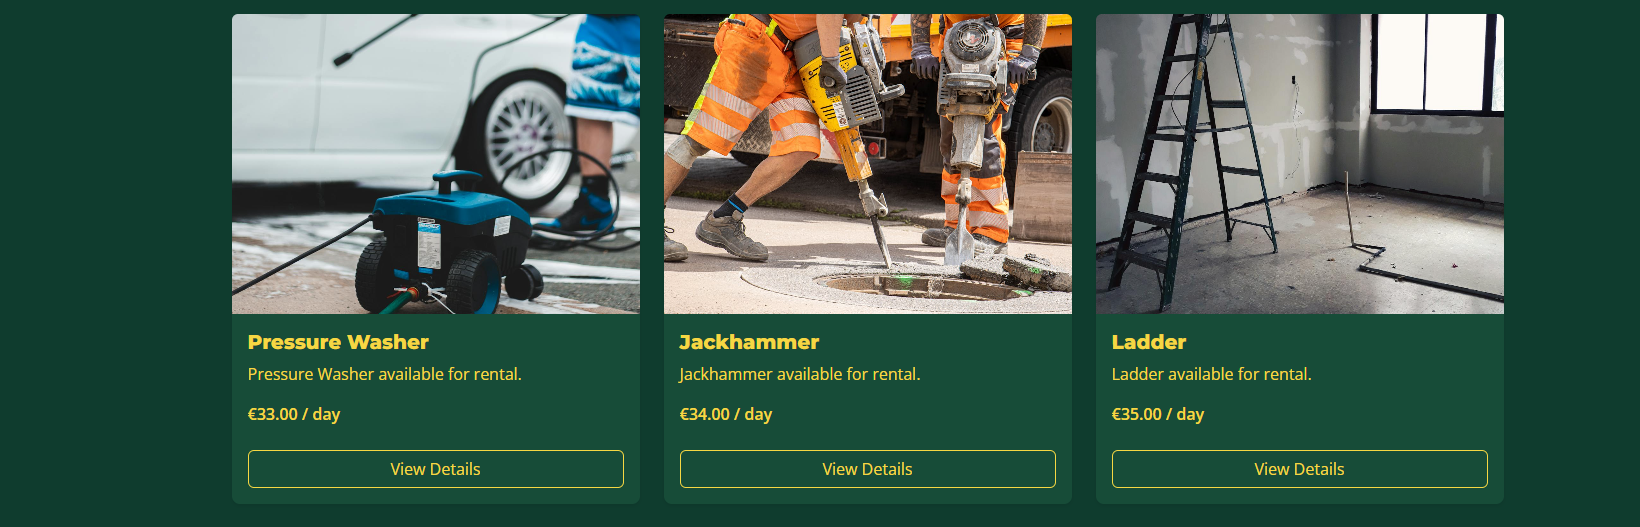 Pressure Washer
Pressure Washer available for rental.
€33.00 / day
View Details
Jackhammer
Jackhammer available for rental.
€34.00 / day
View Details
Ladder
Ladder available for rental.
€35.00 / day
View Details